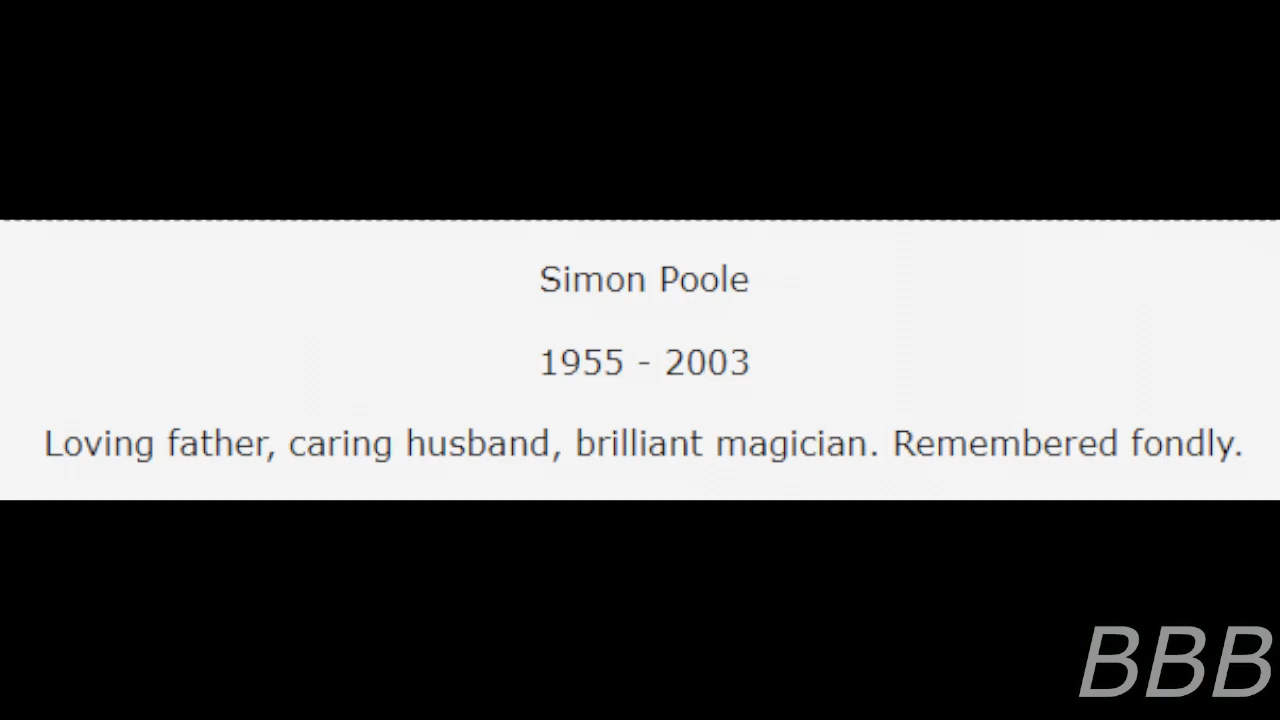 Simon Poole
1955 - 2003
Loving father, caring husband, brilliant magician. Remembered fondly.
BBB